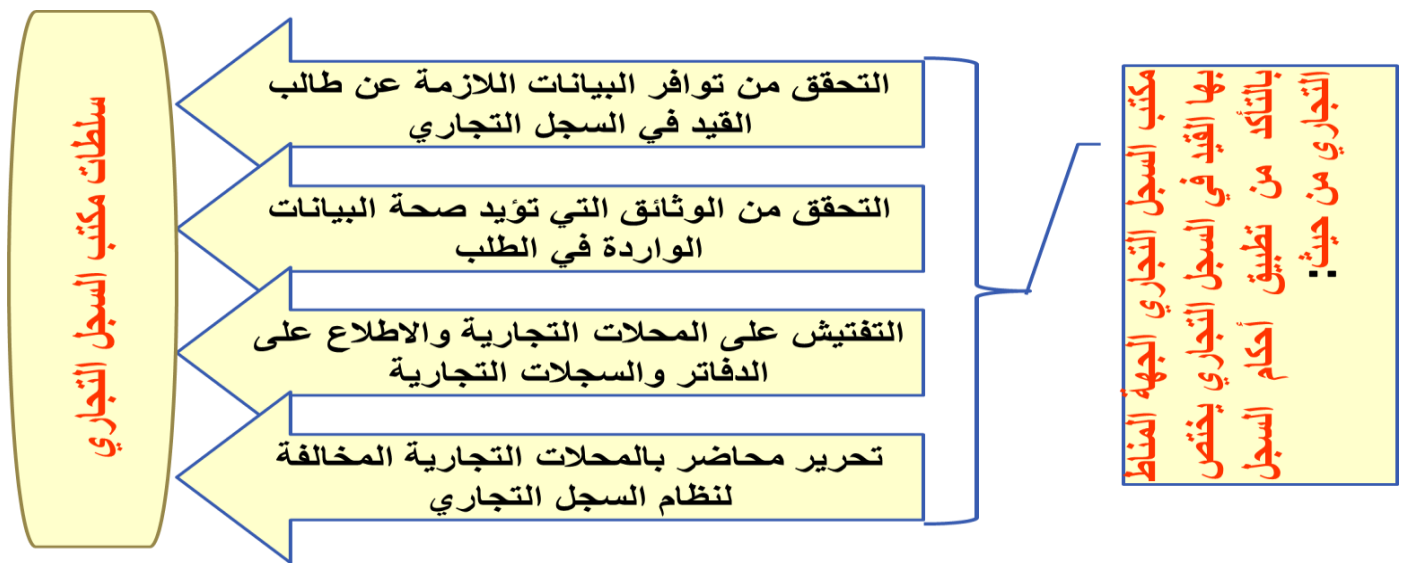 مكتب السجل التجاري الجهة المناط
بها القيد في السجل التجاري يختص
بالتأكد من تطبيق أحكام السجل
التجاري من حيث:
التحقق من توافر البيانات اللازمة عن طالب
القيد في السجل التجاري
التحقق من الوثائق التي تؤيد صحة البيانات
الواردة في الطلب
التفتيش على المحلات التجارية والاطلاع على
الدفاتر والسجلات التجارية
تحرير محاضر بالمحلات التجارية المخالفة
لنظام السجل التجاري
سلطات مكتب السجل التجاري